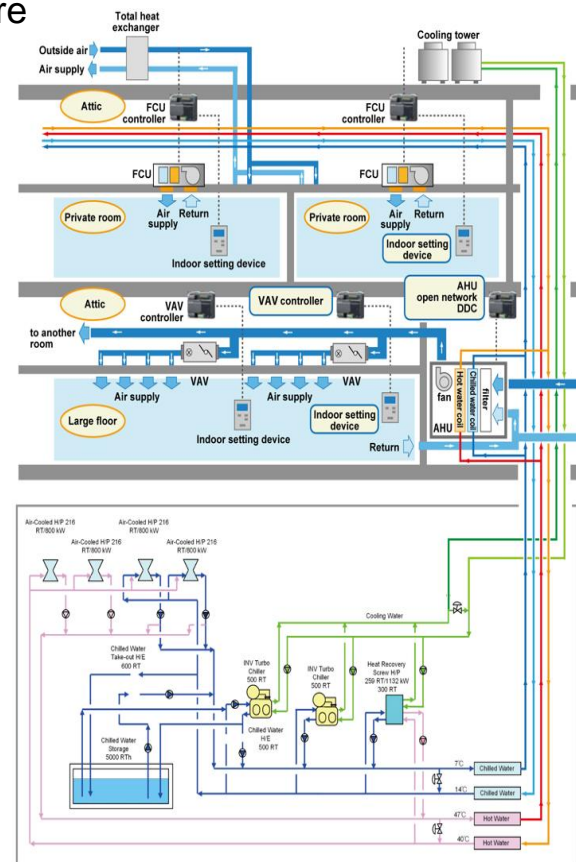 re
Total heat
exchanger
Outside air
Air supply
Cooling tower
Attic
FCU
controller
FCU
controller
FCU
FCU
Private room
Air
supply
Return
Indoor setting device
Private room
Air
supply
Return
Indoor setting
device
Attic
VAV
controller
VAV controller
AHU
open network
DDC
to another
room
VAV
VAV
Air supply
Air supply
Large floor
Indoor setting device
Indoor setting
device
Return
fan
Hot water coil
Chilled water coil
filter
AHU
Air-Cooled H/P 216
RT/800 kW
Air-Cooled H/P 216
RT/800 kW
Air-Cooled H/P 216
RT/800 kW
Air-Cooled H/P 216
RT/800 kW
Cooling Water
Chilled Water
Take-out H/E
600 RT
INV Turbo
Chiller
500 RT
INV Turbo
Chiller
500 RT
Heat Recovery
Screw H/P
259 RT/1132 kW
300 RT
Chilled Water
H/E
500 RT
Chilled Water
Storage
5000 RTh
7℃
Chilled Water
14℃
Chilled Water
47℃
Hot Water
40℃
Hot Water